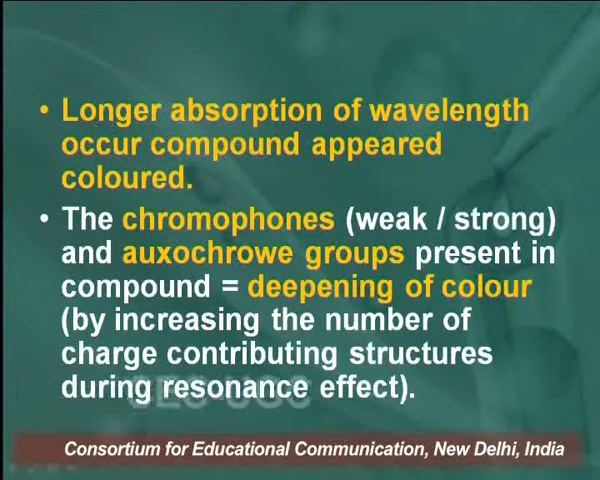 • Longer absorption of wavelength
occur compound appeared
coloured.
• The chromophones (weak / strong)
and auxochrowe groups present in
compound = deepening of colour
(by increasing the number of
charge contributing structures
during resonance effect).
CEC-UGC
Consortium for Educational Communication, New Delhi, India